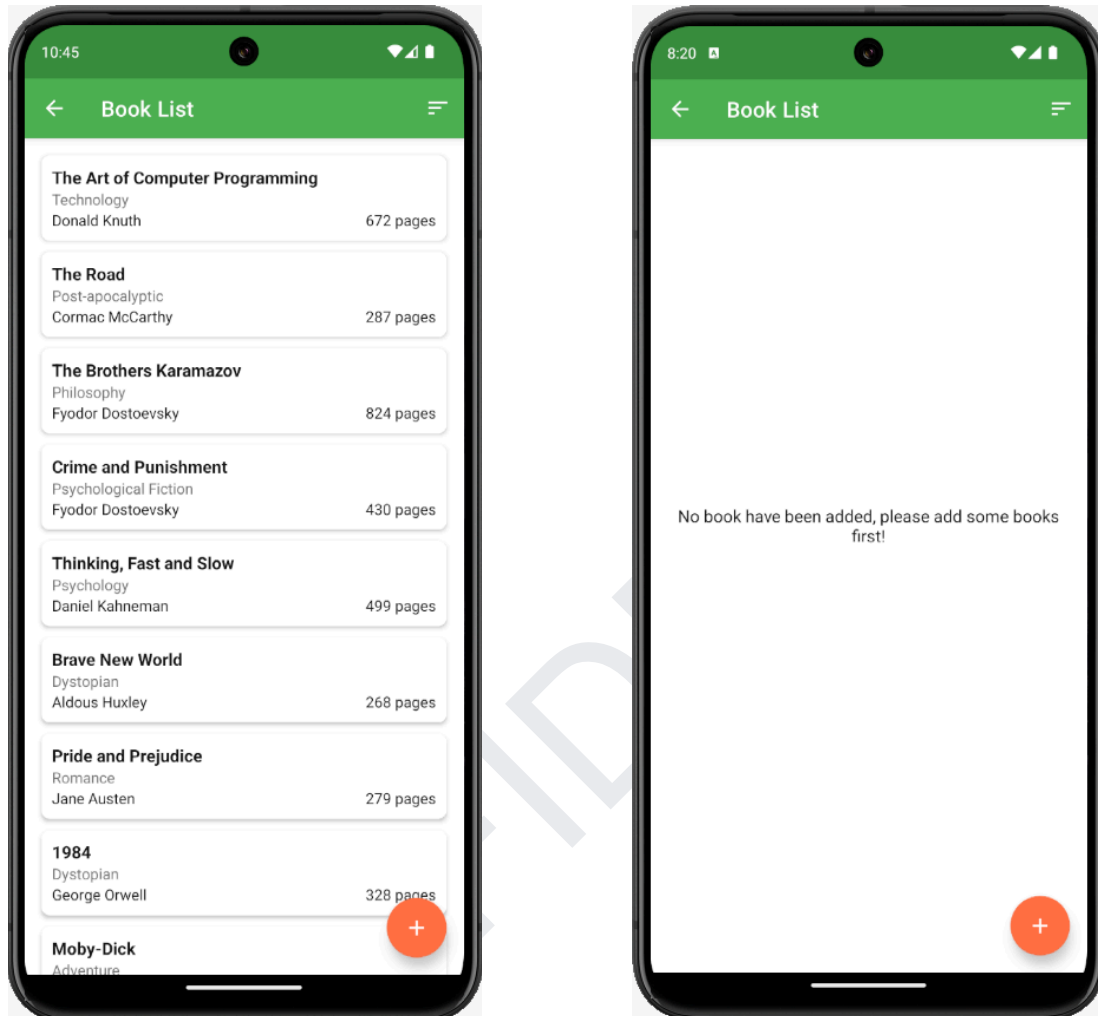 10:45
Book List
The Art of Computer Programming
Technology
Donald Knuth 672 pages
The Road
Post-apocalyptic
Cormac McCarthy 287 pages
The Brothers Karamazov
Philosophy
Fyodor Dostoevsky 824 pages
Crime and Punishment
Psychological Fiction
Fyodor Dostoevsky 430 pages
Thinking, Fast and Slow
Psychology
Daniel Kahneman 499 pages
Brave New World
Dystopian
Aldous Huxley 268 pages
Pride and Prejudice
Romance
Jane Austen 279 pages
1984
Dystopian
George Orwell 328 pages
Moby-Dick
Adventure
8:20 A
Book List
No book have been added, please add some books
first!